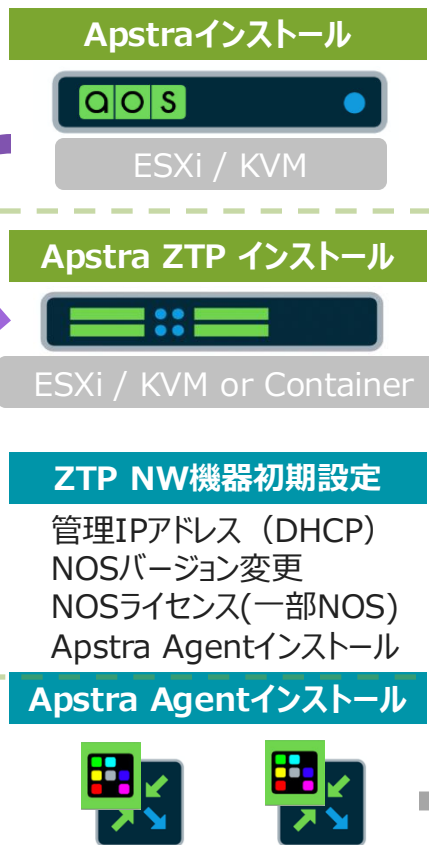 Apstraインストール
aos
ESXi / KVM
Apstra ZTP インストール
ESXi / KVM or Container
ZTP NW機器初期設定
管理IPアドレス（DHCP）
NOSバージョン変更
NOSライセンス(一部NOS)
Apstra Agentインストール
Apstra Agentインストール